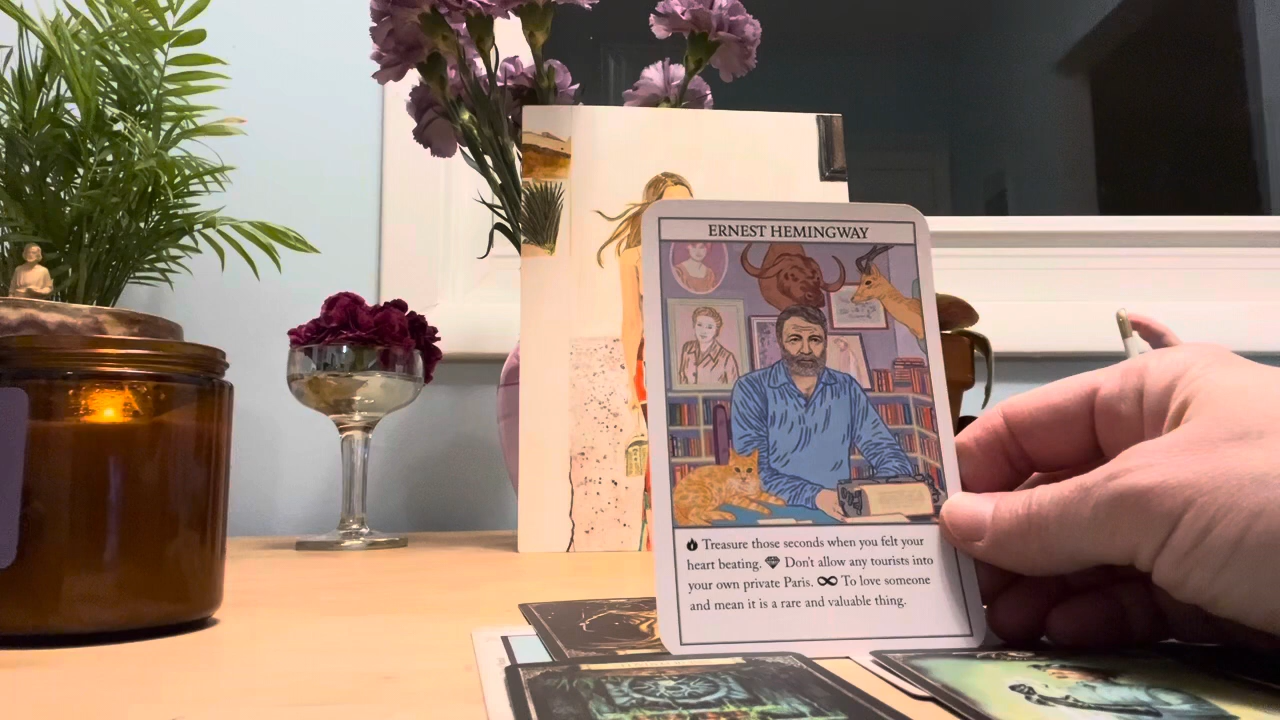 ERNEST HEMINGWAY
Treasure those seconds when you felt your
heart beating. Don't allow any tourists into
your own private Paris. To love someone
and mean it is a rare and valuable thing.